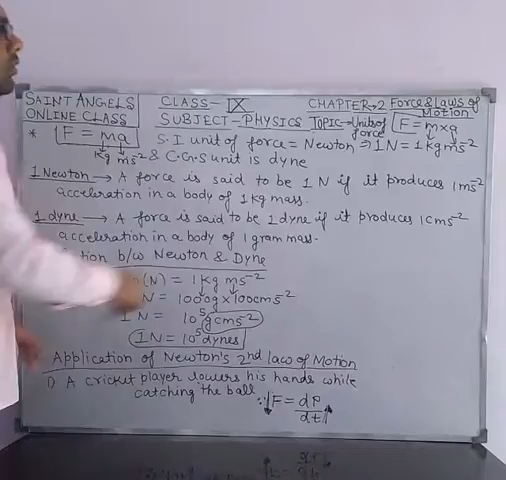 SAINT ANGELS
ONLINE CLASS
CLASS - IX
SUBJECT - PHYSICS
CHAPTER - 2 Force & Laws of Motion
TOPIC → Units of force
F = m×a
* F = ma
kg ms⁻²
S.I unit of force = Newton ⇒ 1N = 1kg ms⁻²
& C.G.S unit is dyne
1 Newton → A force is said to be 1 N if it produces 1ms⁻²
acceleration in a body of 1 kg mass.
1 dyne → A force is said to be 1 dyne if it produces 1cms⁻²
acceleration in a body of 1 gram mass.
b/w Newton & Dyne
(N) = 1kg ms⁻²
N = 1000g × 100cms⁻²
1 N = 10⁵ gcms⁻²
1N = 10⁵ dynes
Application of Newton's 2nd law of Motion
1) A cricket player lowers his hands while
catching the ball ∵ ↓F = dP/dt↑